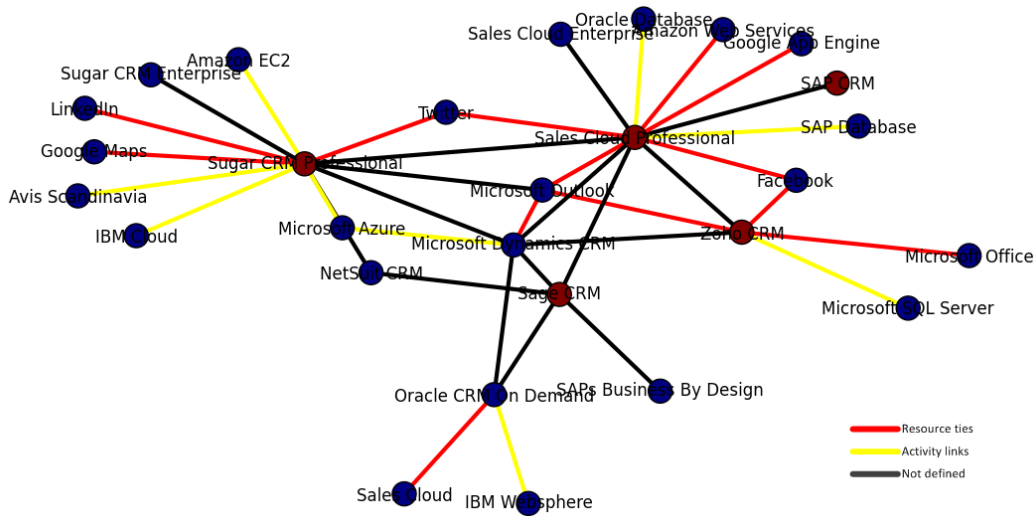 Oracle Database
Amazon Web Services
Sales Cloud Enterprise
Google App Engine
Amazon EC2
Sugar CRM Enterprise
SAP CRM
LinkedIn
Twitter
SAP Database
Sales Cloud Professional
Google Maps
Sugar CRM Professional
Facebook
Microsoft Outlook
Avis Scandinavia
Microsoft Azure
Zoho CRM
IBM Cloud
Microsoft Dynamics CRM
Microsoft Office
NetSuit CRM
Sage CRM
Microsoft SQL Server
SAPs Business By Design
Oracle CRM On Demand
Resource ties
Activity links
Not defined
Sales Cloud
IBM Websphere